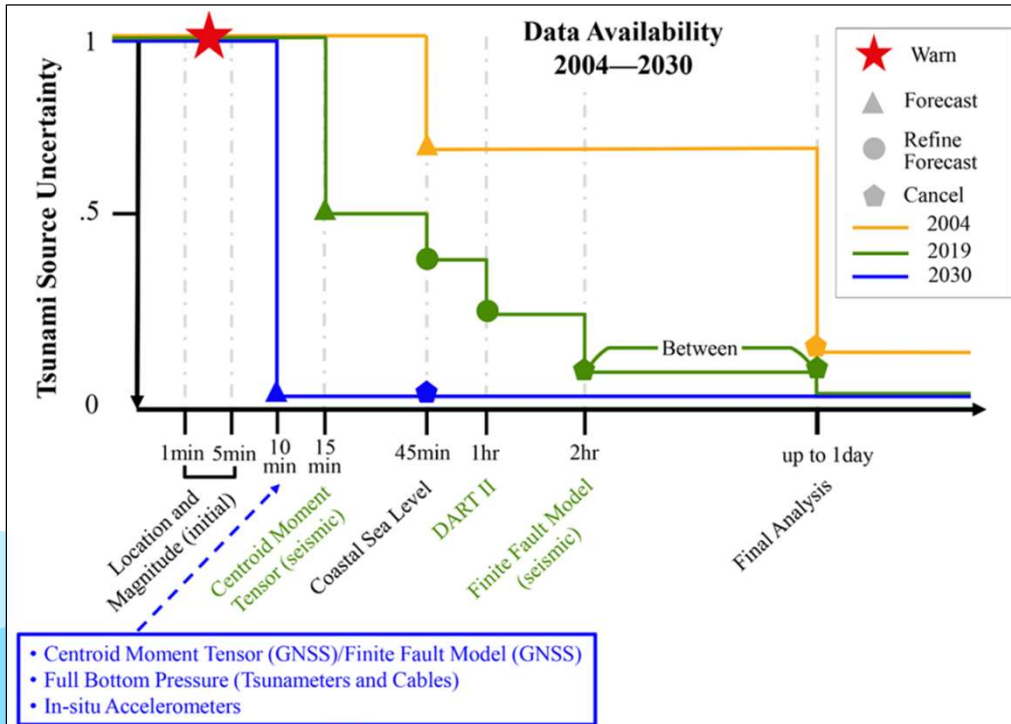 Data Availability
2004—2030
Warn
Forecast
Refine
Forecast
Cancel
2004
2019
2030
Tsunami Source Uncertainty
1
.5
0
Between
1min
5min
10
min
15
min
45min
1hr
2hr
up to 1day
Location and
Magnitude (initial)
Centroid Moment
Tensor (seismic)
Coastal Sea Level
DART II
Finite Fault Model
(seismic)
Final Analysis
• Centroid Moment Tensor (GNSS)/Finite Fault Model (GNSS)
• Full Bottom Pressure (Tsunameters and Cables)
• In-situ Accelerometers